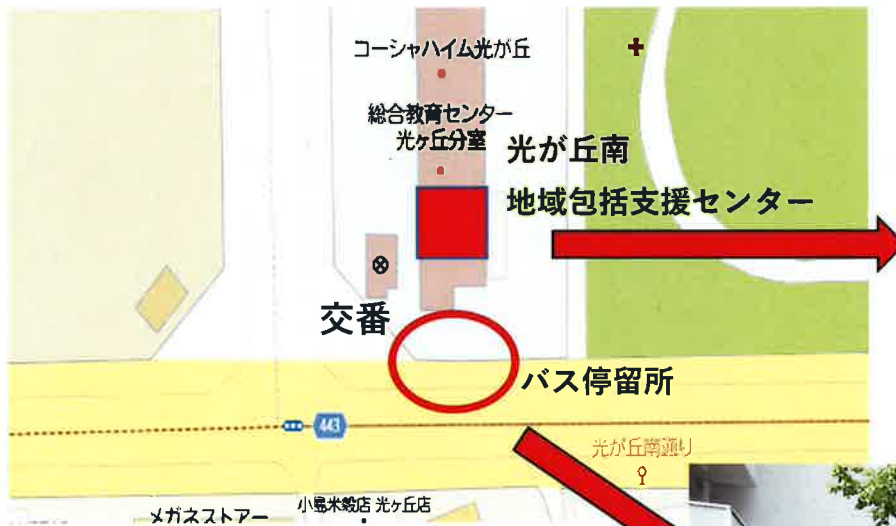 コーシャハイム光が丘
総合教育センター
光ヶ丘分室
光が丘南
地域包括支援センター
交番
バス停留所
443
光が丘南通り
小島米穀店 光ヶ丘店
メガネストアー